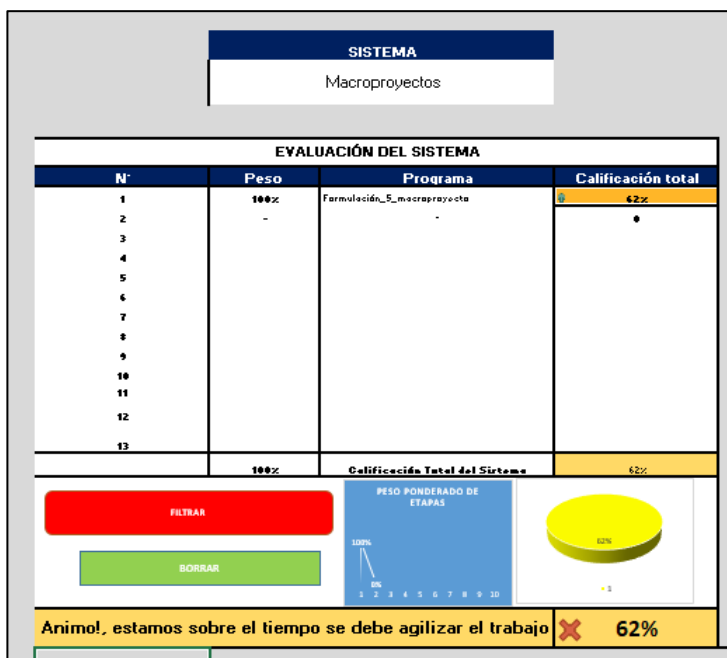 SISTEMA
Macroproyectos
EVALUACIÓN DEL SISTEMA
N° Peso Programa Calificación total
1 100% Formulación_5_macroproyecto 62%
2 - - 0
3
4
5
6
7
8
9
10
11
12
13
100% Calificación Total del Sistema 62%
FILTRAR
BORRAR
PESO PONDERADO DE
ETAPAS
100%
0%
1 2 3 4 5 6 7 8 9 10
62%
1
Animo!, estamos sobre el tiempo se debe agilizar el trabajo 62%